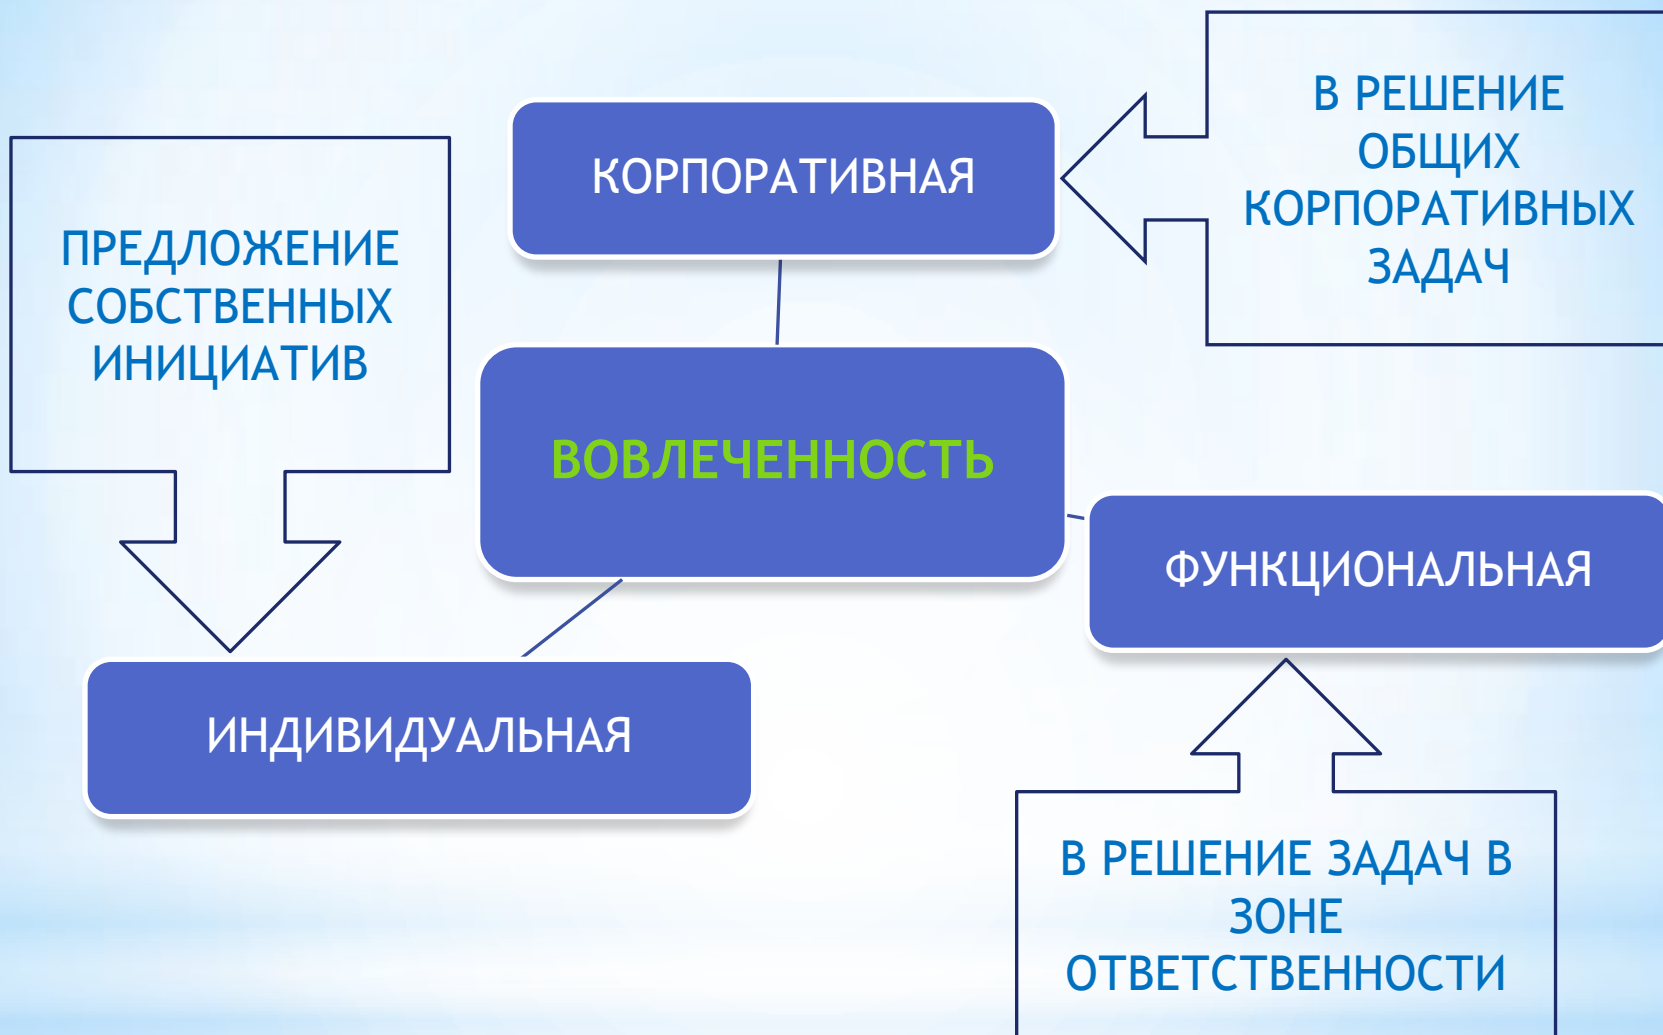 КОРПОРАТИВНАЯ
В РЕШЕНИЕ
ОБЩИХ
КОРПОРАТИВНЫХ
ЗАДАЧ
ПРЕДЛОЖЕНИЕ
СОБСТВЕННЫХ
ИНИЦИАТИВ
ВОВЛЕЧЕННОСТЬ
ФУНКЦИОНАЛЬНАЯ
ИНДИВИДУАЛЬНАЯ
В РЕШЕНИЕ ЗАДАЧ В
ЗОНЕ
ОТВЕТСТВЕННОСТИ